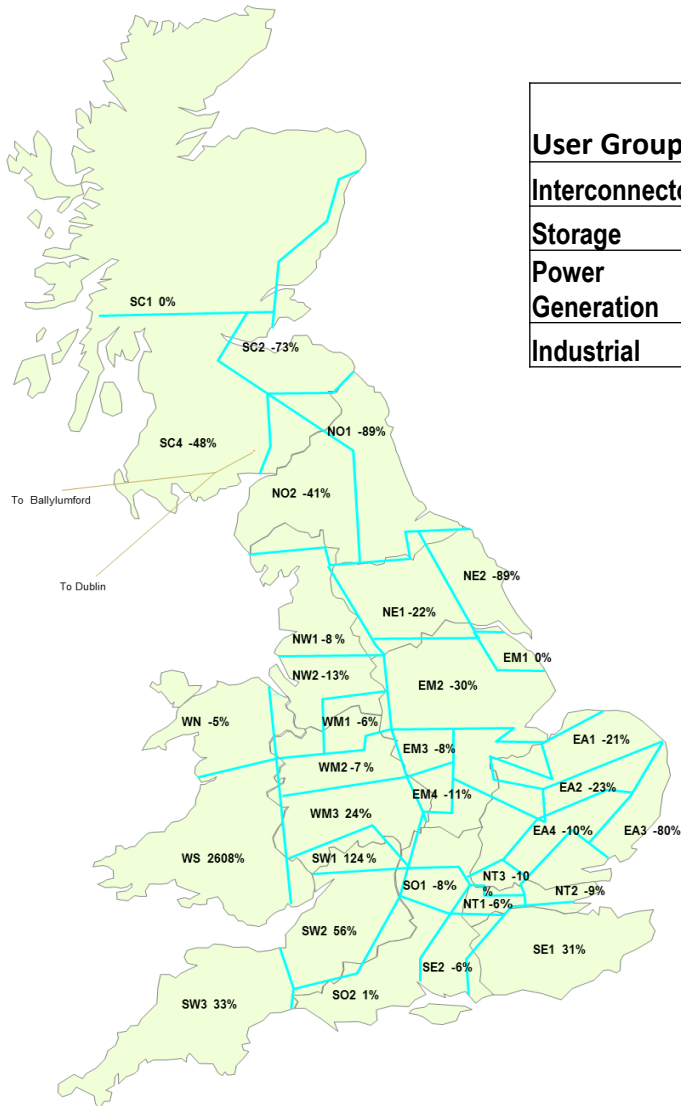 User Group
Interconnecto
Storage
Power
Generation
Industrial
SC1 0%
SC2 -73%
NO1 -89%
SC4 -48%
To Ballylumford
NO2 -41%
To Dublin
NE2 -89%
NE1 -22%
NW1 -8 %
EM1 0%
NW2 -13%
EM2 -30%
WN -5%
WM1 -6%
EA1 -21%
EM3 -8%
WM2 -7 %
EM4 -11%
EA2 -23%
WM3 24%
EA4 -10%
EA3 -80%
WS 2608%
SW1 124 %
NT3 -10
%
SO1 -8%
NT2 -9%
NT1 -6%
SW2 56%
SE1 31%
SE2 -6%
SW3 33%
SO2 1%